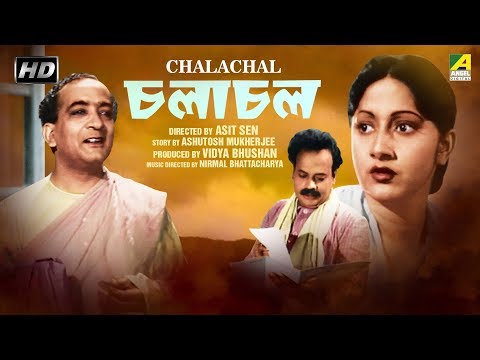 HD
ANGEL
DIGITAL
CHALACHAL
চলাচল
DIRECTED BY ASIT SEN
STORY BY ASHUTOSH MUKHERJEE
PRODUCED BY VIDYA BHUSHAN
MUSIC DIRECTED BY NIRMAL BHATTACHARYA